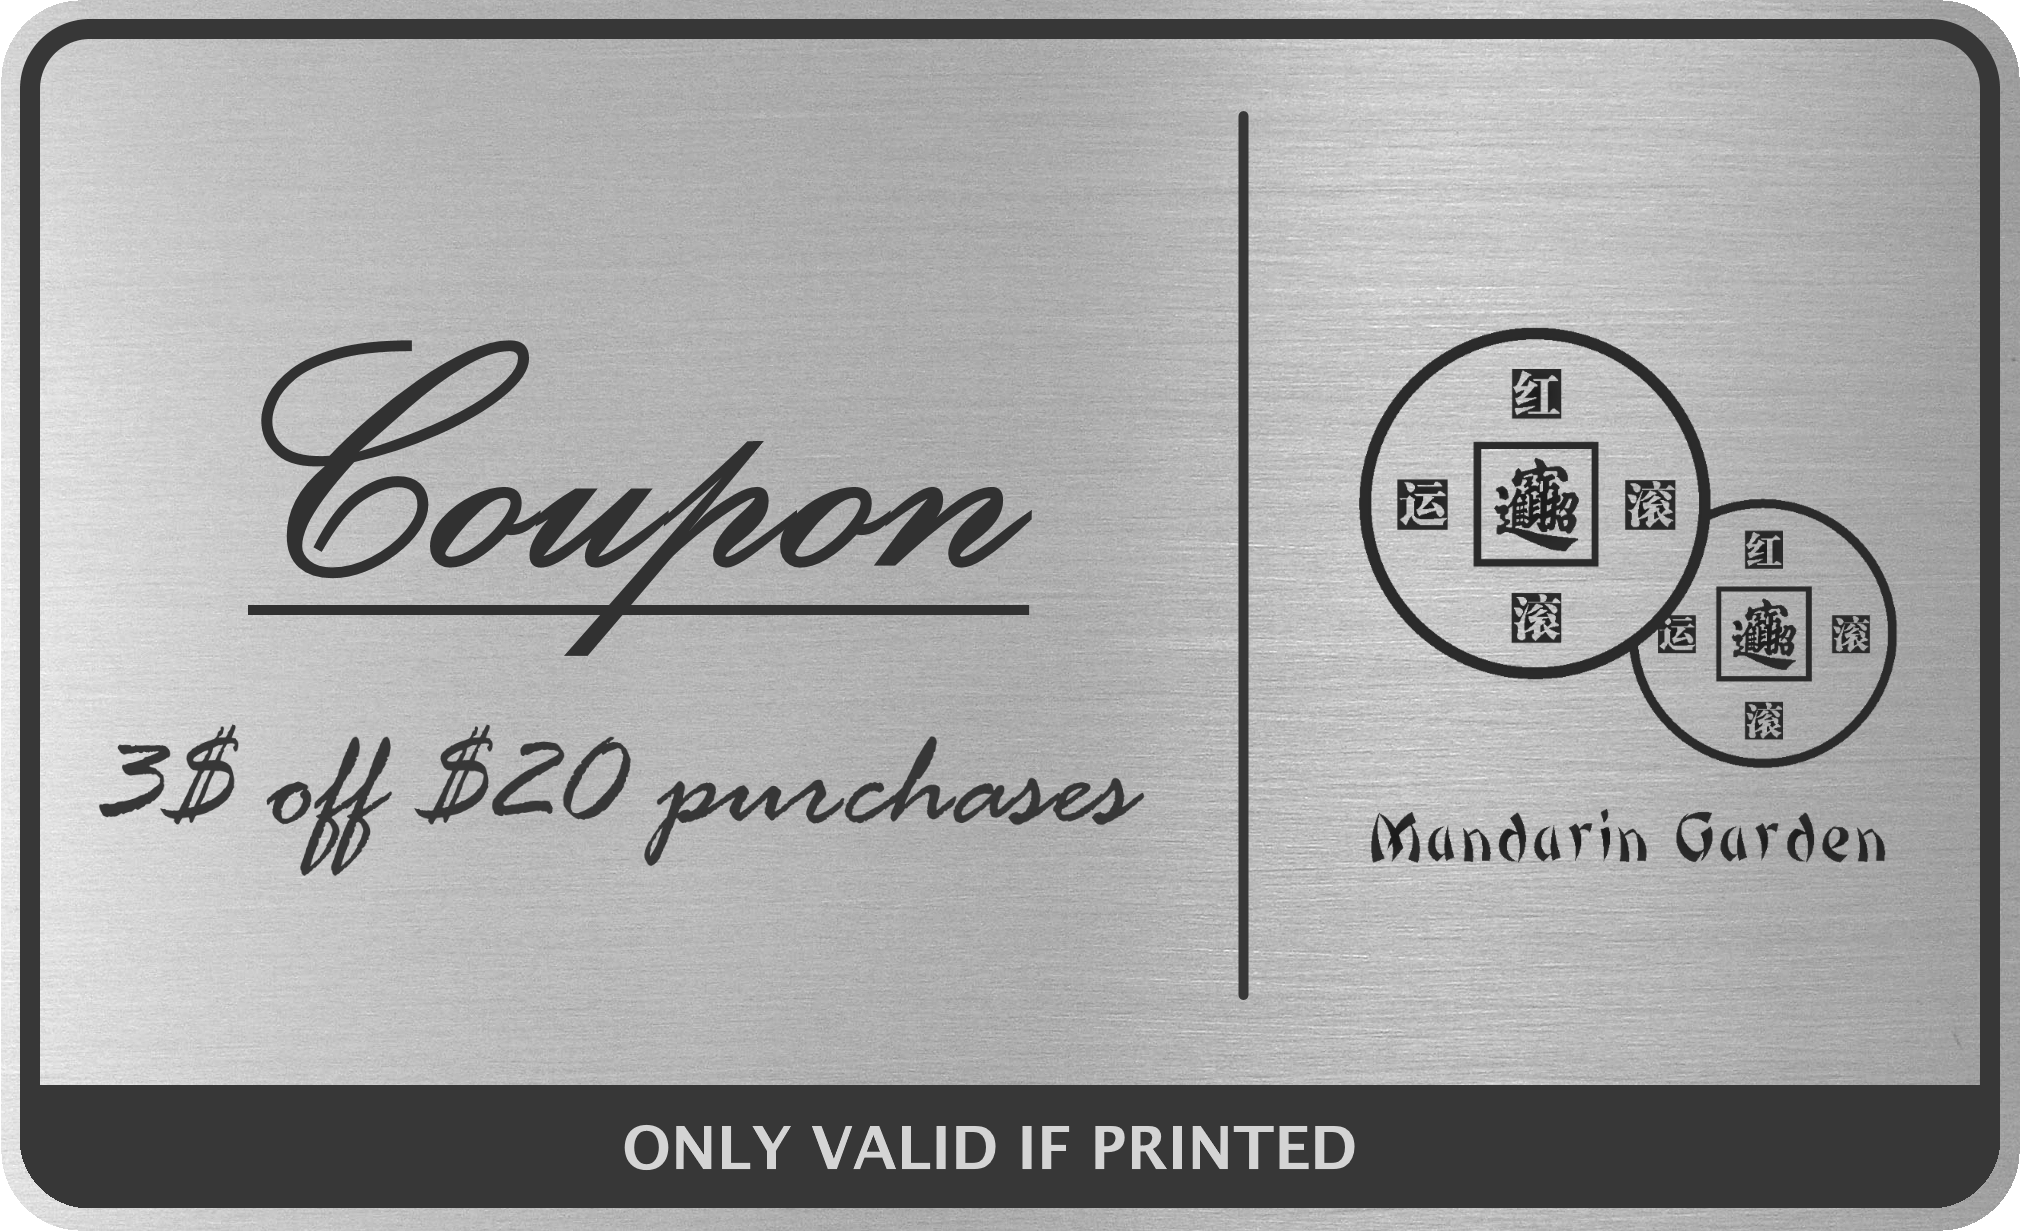 Coupon
3$ off $20 purchases
红
运
滚
滚
红
运
滚
滚
Mandarin Garden
ONLY VALID IF PRINTED